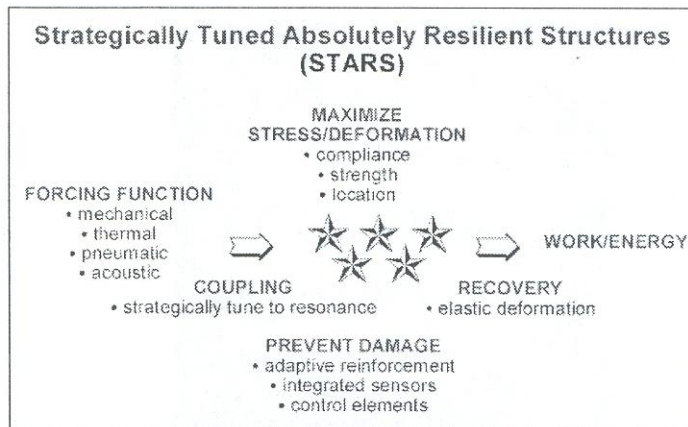 Strategically Tuned Absolutely Resilient Structures
(STARS)
MAXIMIZE
STRESS/DEFORMATION
• compliance
• strength
• location
FORCING FUNCTION
• mechanical
• thermal
• pneumatic
• acoustic
WORK/ENERGY
COUPLING
• strategically tune to resonance
RECOVERY
• elastic deformation
PREVENT DAMAGE
• adaptive reinforcement
• integrated sensors
• control elements